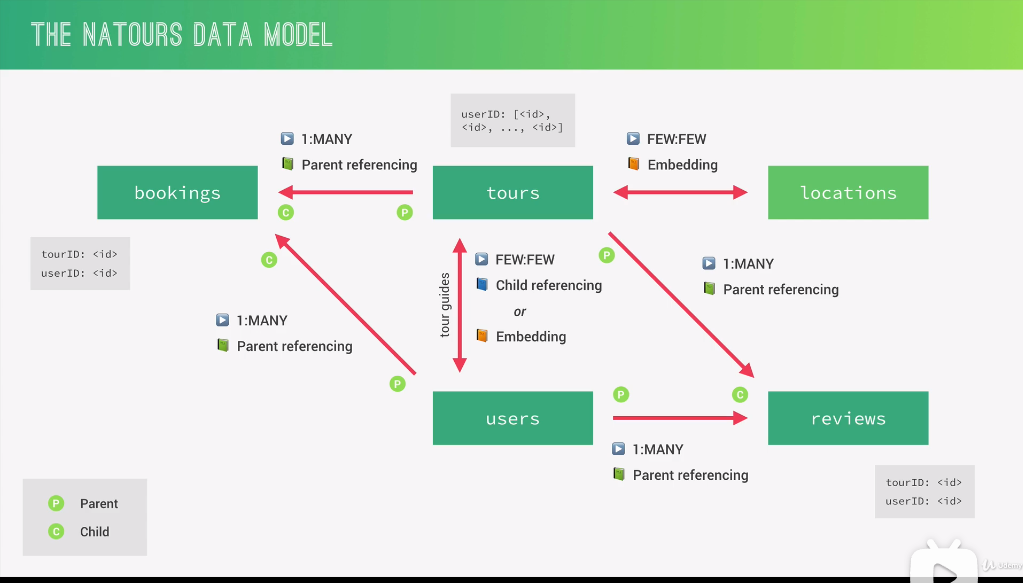 THE NATOURS DATA MODEL
userID: [<id>,
<id>, ..., <id>]
1:MANY
Parent referencing
FEW:FEW
Embedding
bookings
tours
locations
C
P
tourID: <id>
userID: <id>
C
tour guides
FEW:FEW
Child referencing
or
Embedding
P
1:MANY
Parent referencing
1:MANY
Parent referencing
P
P
C
users
reviews
1:MANY
Parent referencing
tourID: <id>
userID: <id>
P Parent
C Child
Udemy